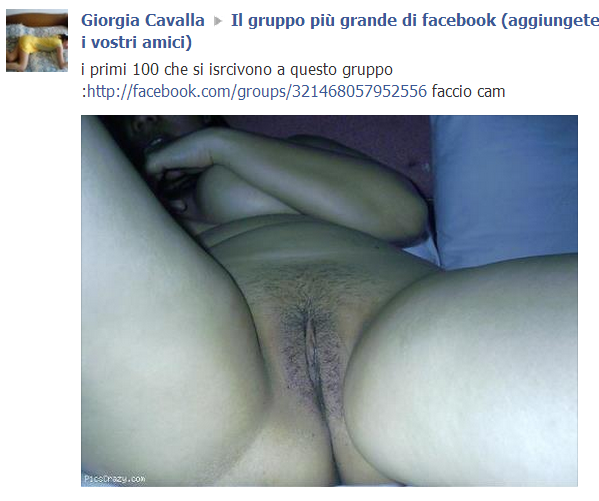 Giorgia Cavalla ▶ Il gruppo più grande di facebook (aggiungete
i vostri amici)
i primi 100 che si isrcivono a questo gruppo
:http://facebook.com/groups/321468057952556 faccio cam
PicsCrazy.com